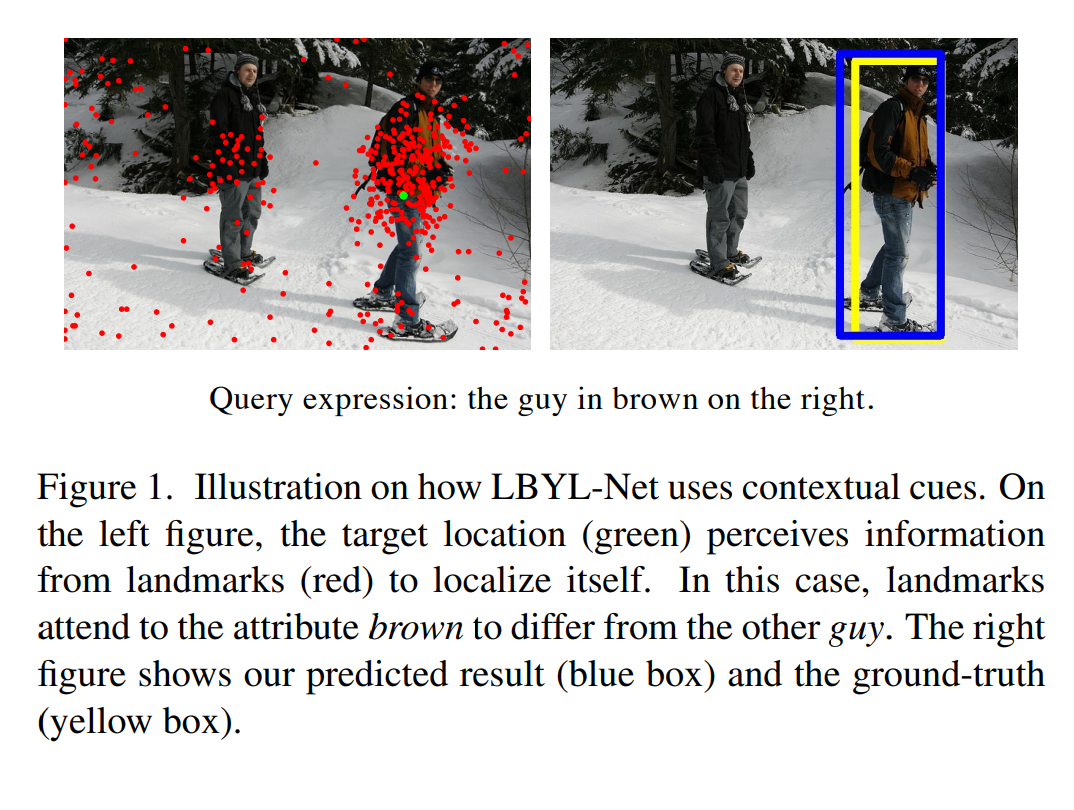 Query expression: the guy in brown on the right.
Figure 1. Illustration on how LBYL-Net uses contextual cues. On
the left figure, the target location (green) perceives information
from landmarks (red) to localize itself. In this case, landmarks
attend to the attribute brown to differ from the other guy. The right
figure shows our predicted result (blue box) and the ground-truth
(yellow box).